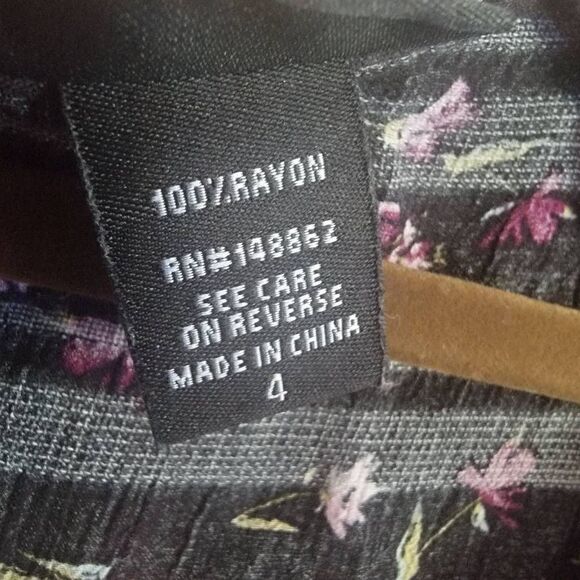 100%RAYON
RN#148862
SEE CARE
ON REVERSE
MADE IN CHINA
4